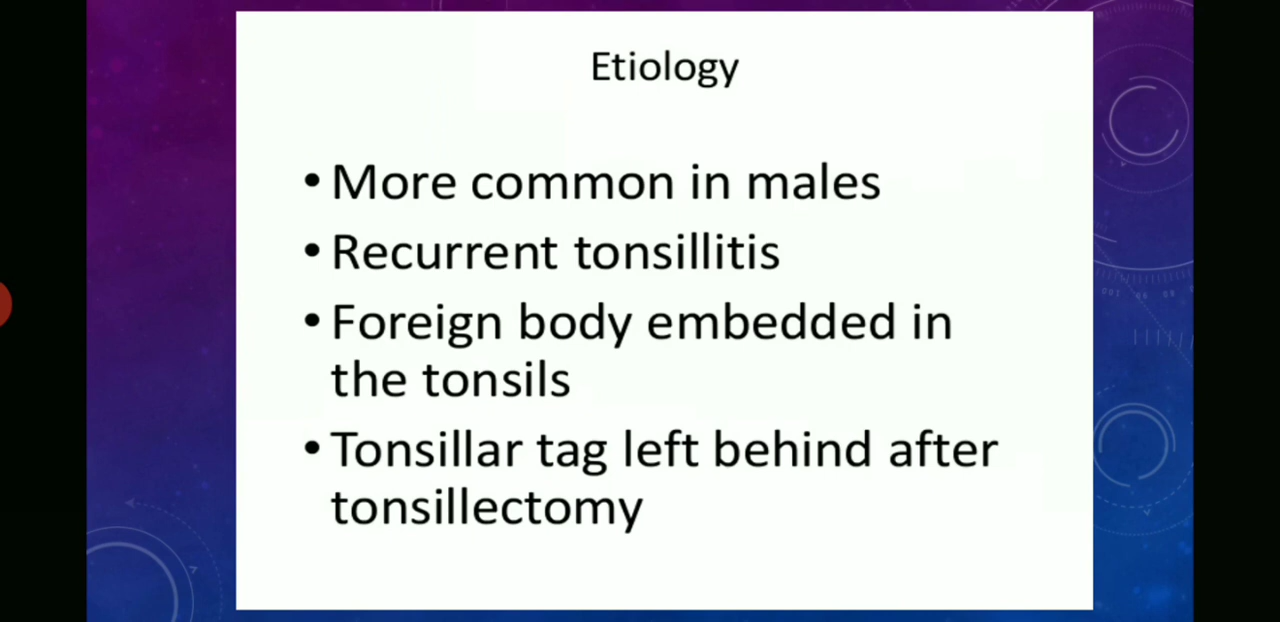 Etiology
• More common in males
• Recurrent tonsillitis
• Foreign body embedded in
the tonsils
• Tonsillar tag left behind after
tonsillectomy